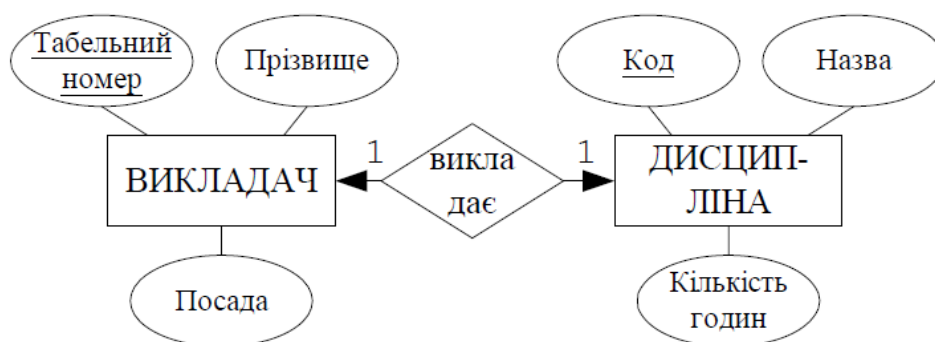 Табельний
номер
Прізвище
Код
Назва
ВИКЛАДАЧ
1
викла
дає
1
ДИСЦИП-
ЛІНА
Посада
Кількість
годин